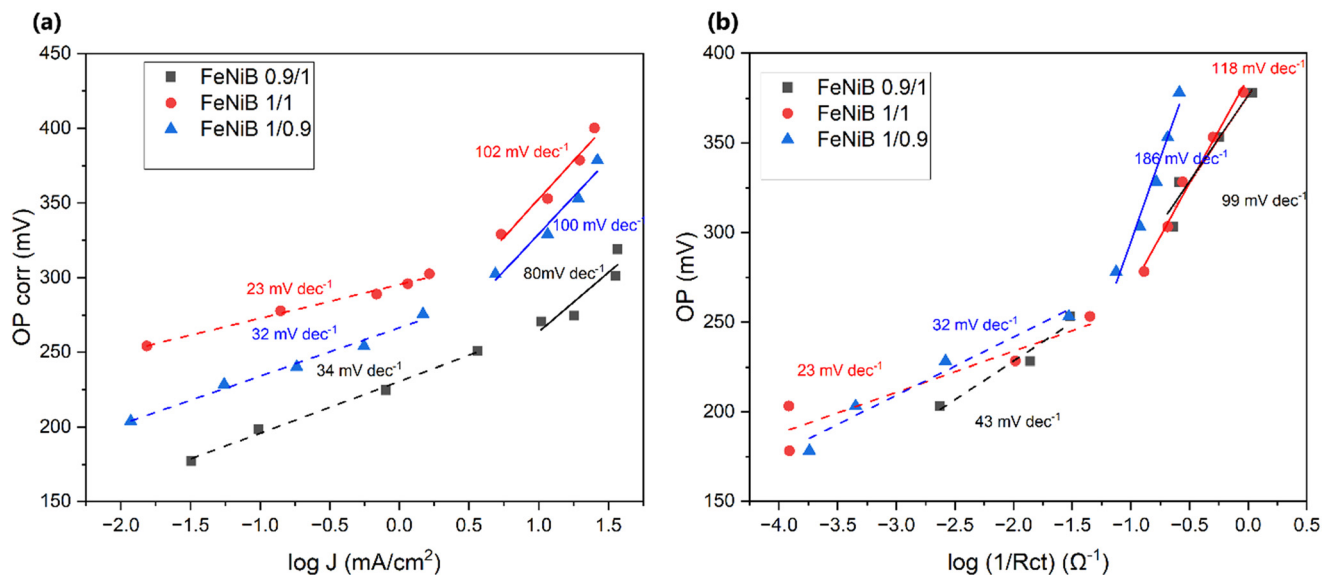 (a)
450
400
350
300
250
200
150
OP corr (mV)
FeNiB 0.9/1
FeNiB 1/1
FeNiB 1/0.9
102 mV dec⁻¹
100 mV dec⁻¹
80mV dec⁻¹
23 mV dec⁻¹
32 mV dec⁻¹
34 mV dec⁻¹
-2.0 -1.5 -1.0 -0.5 0.0 0.5 1.0 1.5
log J (mA/cm²)
(b)
400
350
300
250
200
150
OP (mV)
FeNiB 0.9/1
FeNiB 1/1
FeNiB 1/0.9
118 mV dec⁻¹
186 mV dec⁻¹
99 mV dec⁻¹
32 mV dec⁻¹
23 mV dec⁻¹
43 mV dec⁻¹
-4.0 -3.5 -3.0 -2.5 -2.0 -1.5 -1.0 -0.5 0.0 0.5
log (1/Rct) (Ω⁻¹)